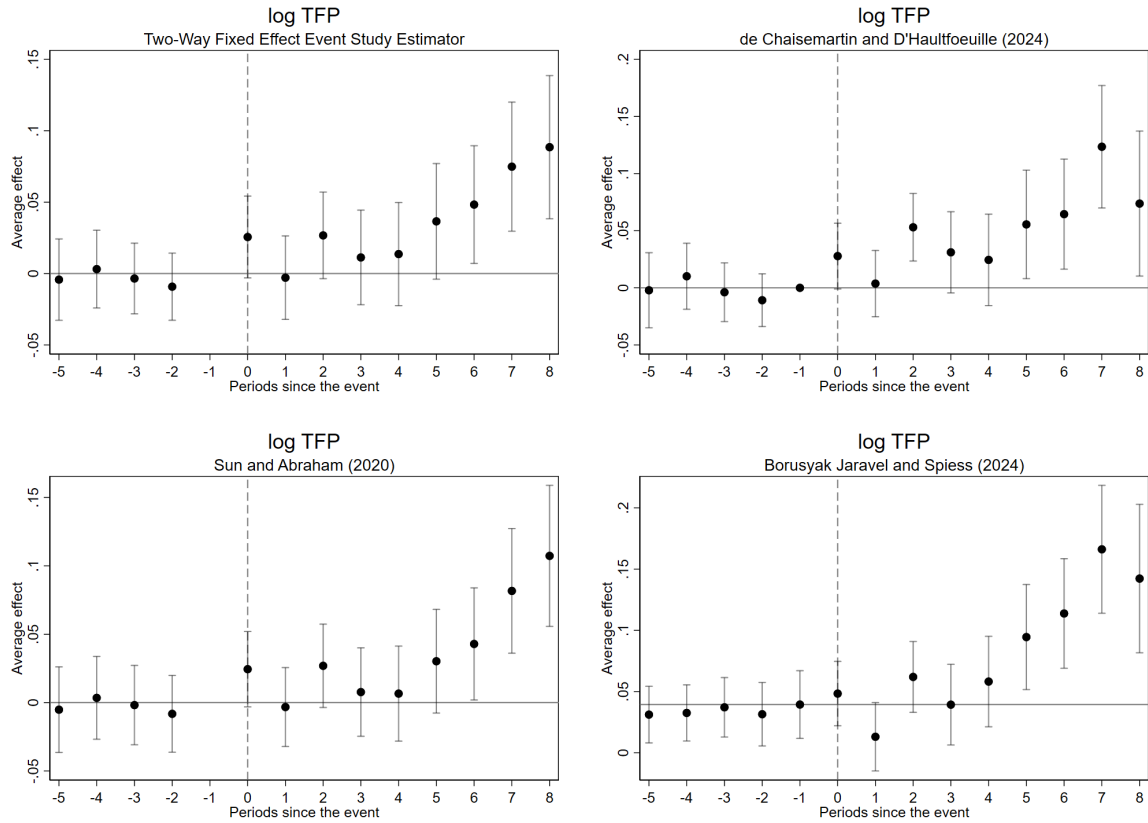 log TFP
Two-Way Fixed Effect Event Study Estimator
Average effect
.15
.1
.05
0
-.05
-5 -4 -3 -2 -1 0 1 2 3 4 5 6 7 8
Periods since the event
log TFP
de Chaisemartin and D'Haultfoeuille (2024)
Average effect
.2
.15
.1
.05
0
-.05
-5 -4 -3 -2 -1 0 1 2 3 4 5 6 7 8
Periods since the event
log TFP
Sun and Abraham (2020)
Average effect
.15
.1
.05
0
-.05
-5 -4 -3 -2 -1 0 1 2 3 4 5 6 7 8
Periods since the event
log TFP
Borusyak Jaravel and Spiess (2024)
Average effect
.2
.15
.1
.05
0
-5 -4 -3 -2 -1 0 1 2 3 4 5 6 7 8
Periods since the event